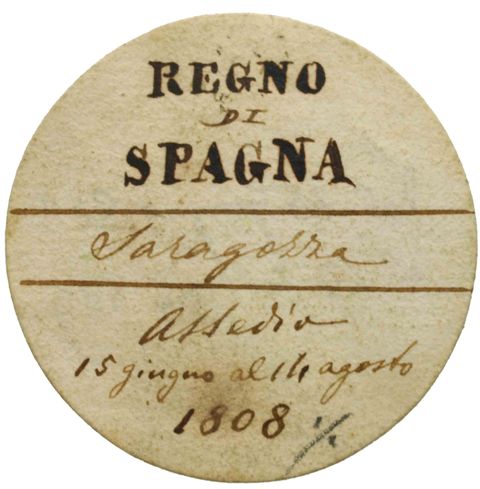 REGNO
DI
SPAGNA
Saragozza
Assedio
15 giugno al 14 agosto
1808